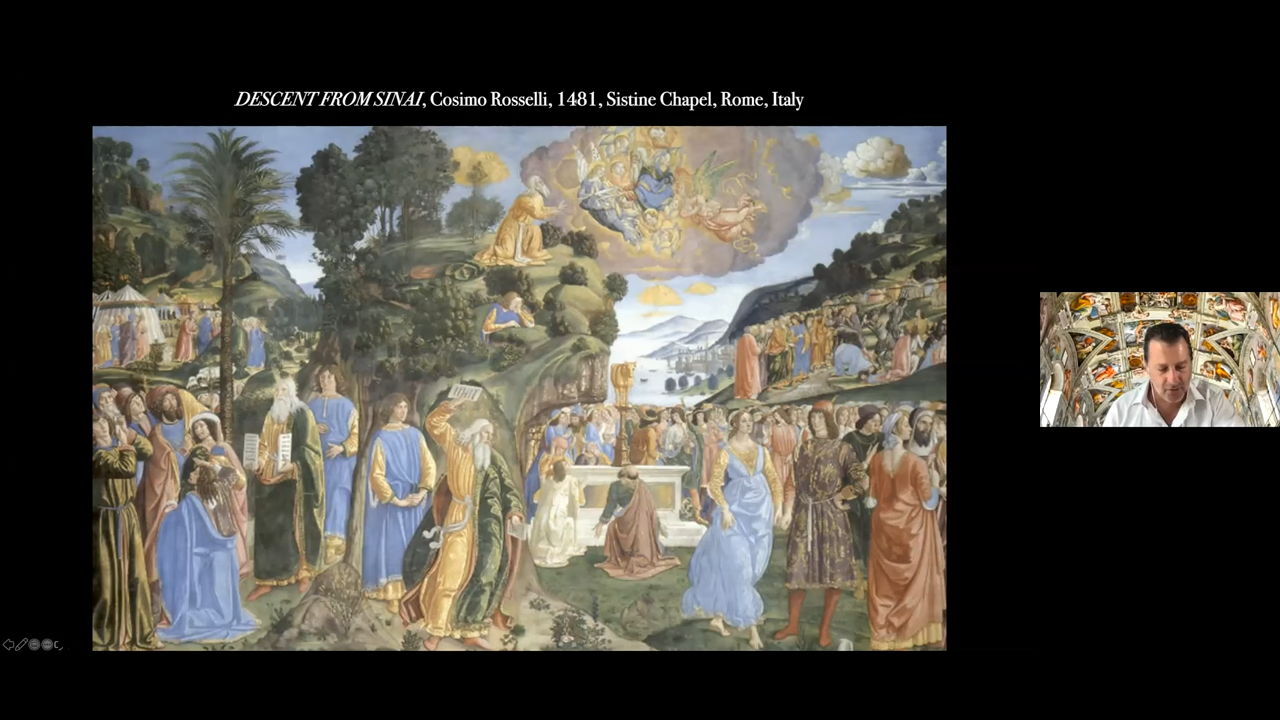 DESCENT FROM SINAI, Cosimo Rosselli, 1481, Sistine Chapel, Rome, Italy